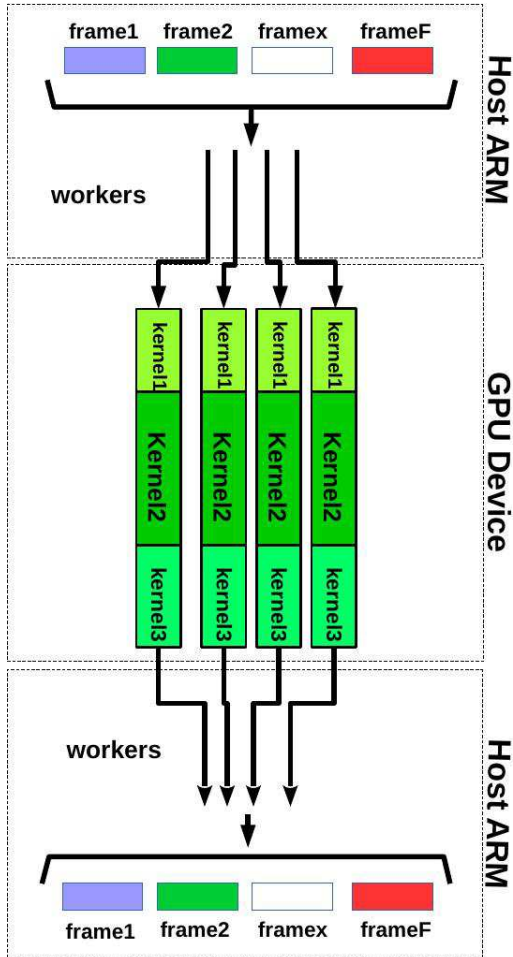 frame1 frame2 framex frameF
Host ARM
workers
kernel1 kernel1 kernel1 kernel1
Kernel2 Kernel2 Kernel2 Kernel2
kernel3 kernel3 kernel3 kernel3
GPU Device
workers
Host ARM
frame1 frame2 framex frameF